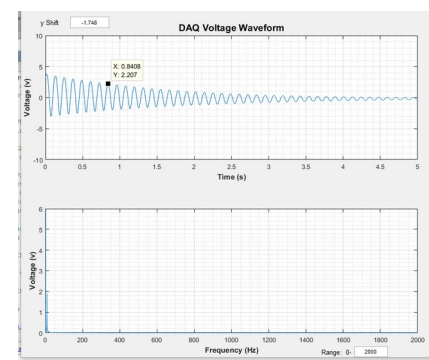 y Shift -1.748
DAQ Voltage Waveform
10
5
0
-5
-10
Voltage (v)
X: 0.8408
Y: 2.207
0 0.5 1 1.5 2 2.5 3 3.5 4 4.5 5
Time (s)
6
5
4
3
2
1
0
Voltage (v)
0 200 400 600 800 1000 1200 1400 1600 1800 2000
Frequency (Hz)
Range: 0- 2000